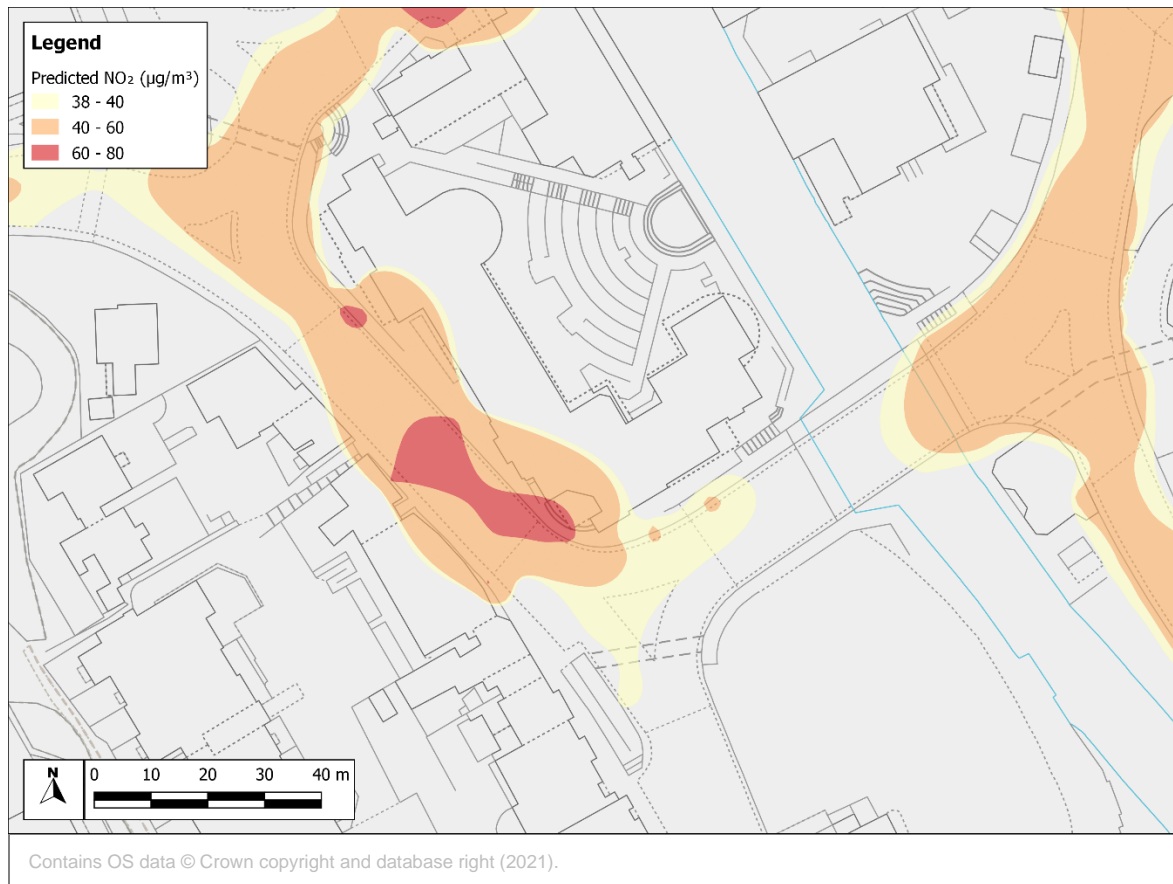 Legend
Predicted NO₂ (µg/m³)
38 - 40
40 - 60
60 - 80
N
0 10 20 30 40 m
Contains OS data © Crown copyright and database right (2021).